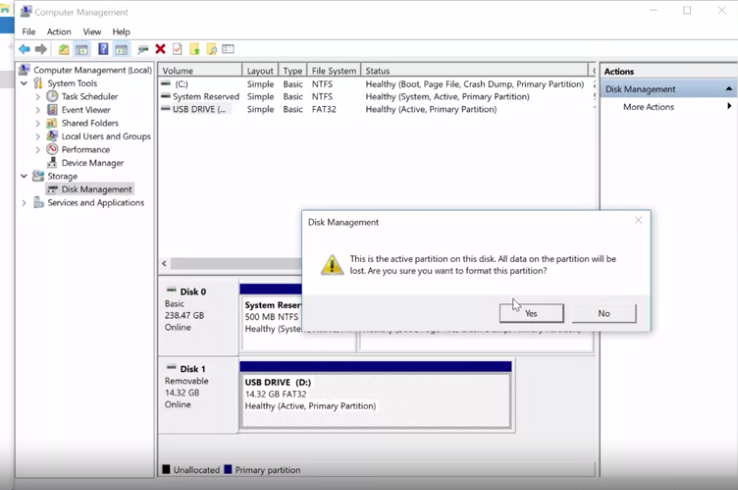 Computer Management
File Action View Help
Computer Management (Local)
System Tools
Task Scheduler
Event Viewer
Shared Folders
Local Users and Groups
Performance
Device Manager
Storage
Disk Management
Services and Applications
Volume Layout Type File System Status
(C:) Simple Basic NTFS Healthy (Boot, Page File, Crash Dump, Primary Partition)
System Reserved Simple Basic NTFS Healthy (System, Active, Primary Partition)
USB DRIVE (... Simple Basic FAT32 Healthy (Active, Primary Partition)
Actions
Disk Management
More Actions
Disk Management
This is the active partition on this disk. All data on the partition will be
lost. Are you sure you want to format this partition?
Yes No
Disk 0
Basic
238.47 GB
Online
System Reser
500 MB NTFS
Healthy (Syste
Disk 1
Removable
14.32 GB
Online
USB DRIVE (D:)
14.32 GB FAT32
Healthy (Active, Primary Partition)
Unallocated Primary partition